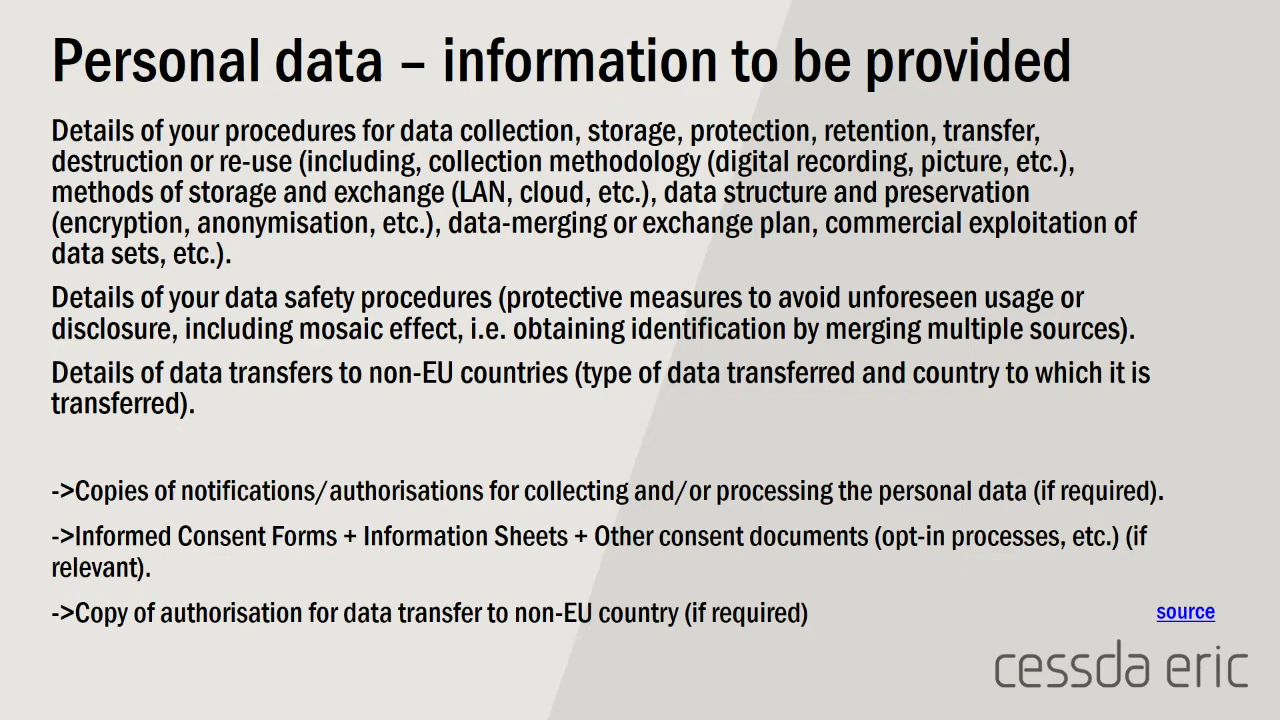 Personal data – information to be provided
Details of your procedures for data collection, storage, protection, retention, transfer,
destruction or re-use (including, collection methodology (digital recording, picture, etc.),
methods of storage and exchange (LAN, cloud, etc.), data structure and preservation
(encryption, anonymisation, etc.), data-merging or exchange plan, commercial exploitation of
data sets, etc.).
Details of your data safety procedures (protective measures to avoid unforeseen usage or
disclosure, including mosaic effect, i.e. obtaining identification by merging multiple sources).
Details of data transfers to non-EU countries (type of data transferred and country to which it is
transferred).
->Copies of notifications/authorisations for collecting and/or processing the personal data (if required).
->Informed Consent Forms + Information Sheets + Other consent documents (opt-in processes, etc.) (if
relevant).
->Copy of authorisation for data transfer to non-EU country (if required)
source
cessda eric